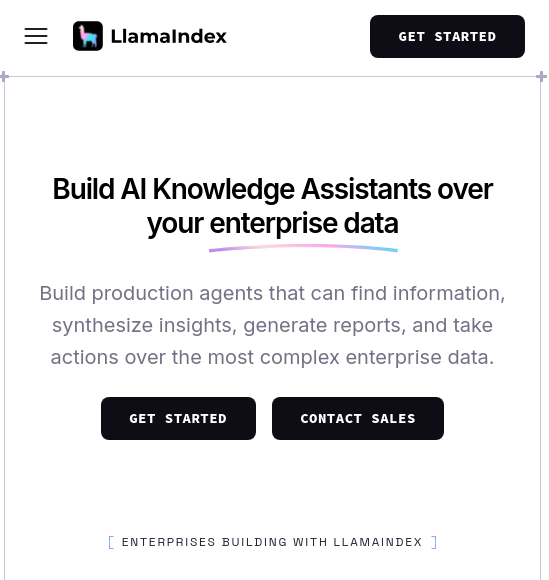 LlamaIndex
GET STARTED
Build AI Knowledge Assistants over
your enterprise data
Build production agents that can find information,
synthesize insights, generate reports, and take
actions over the most complex enterprise data.
GET STARTED
CONTACT SALES
[ ENTERPRISES BUILDING WITH LLAMAINDEX ]